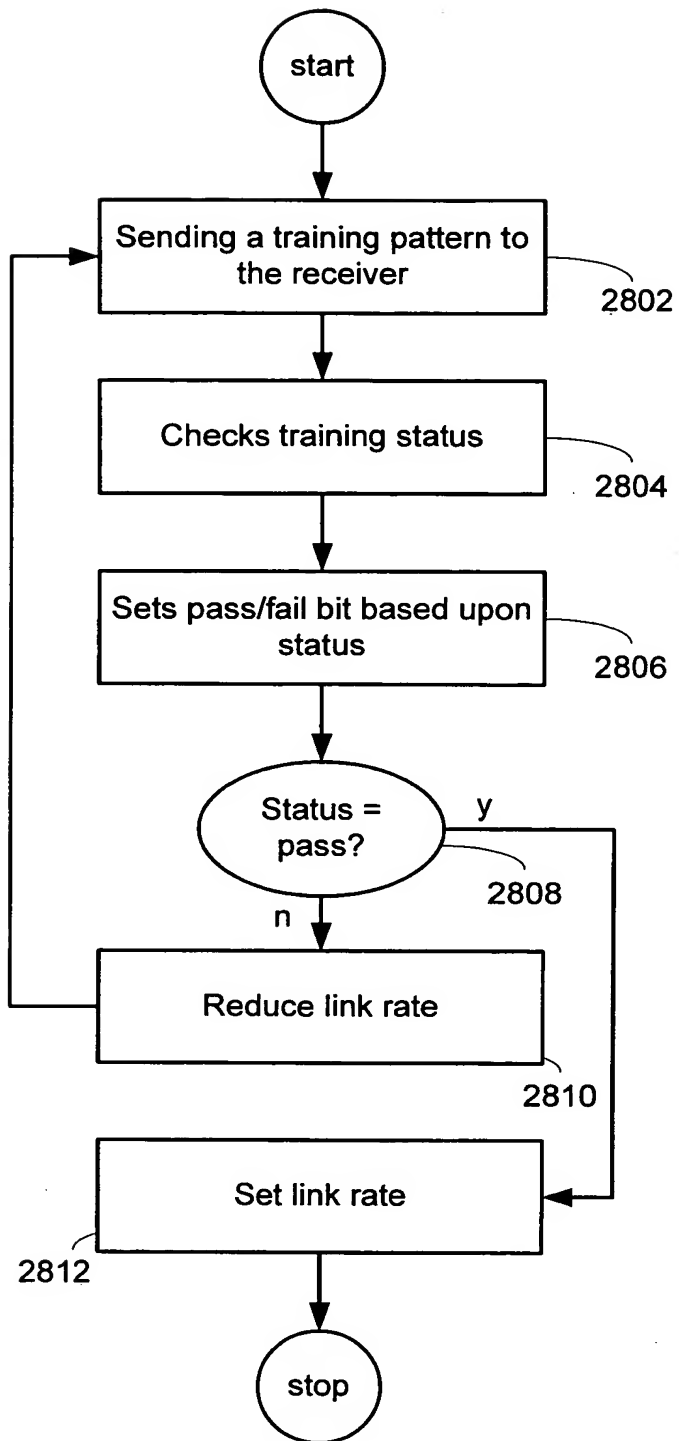 start
Sending a training pattern to
the receiver
2802
Checks training status
2804
Sets pass/fail bit based upon
status
2806
Status =
pass?
y
2808
n
Reduce link rate
2810
Set link rate
2812
stop